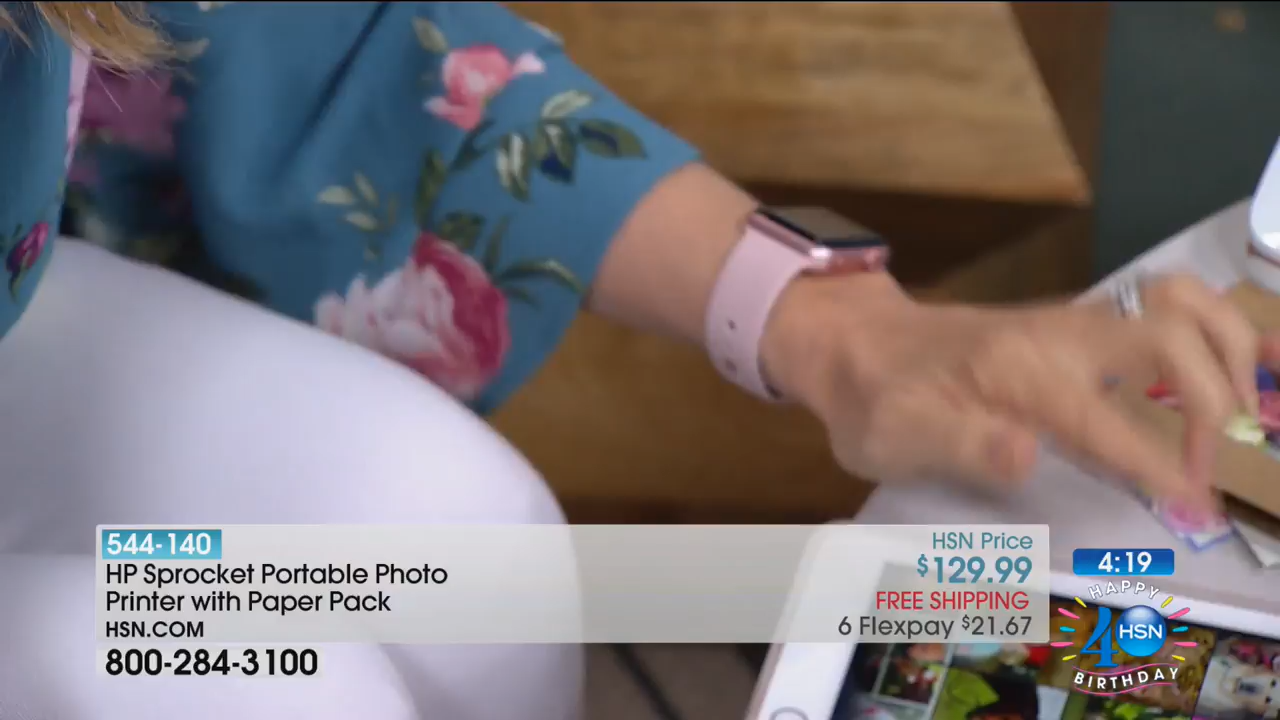 544-140
HP Sprocket Portable Photo
Printer with Paper Pack
HSN.COM
800-284-3100
HSN Price
$129.99
FREE SHIPPING
6 Flexpay $21.67
4:19
HAPPY
40 HSN
BIRTHDAY